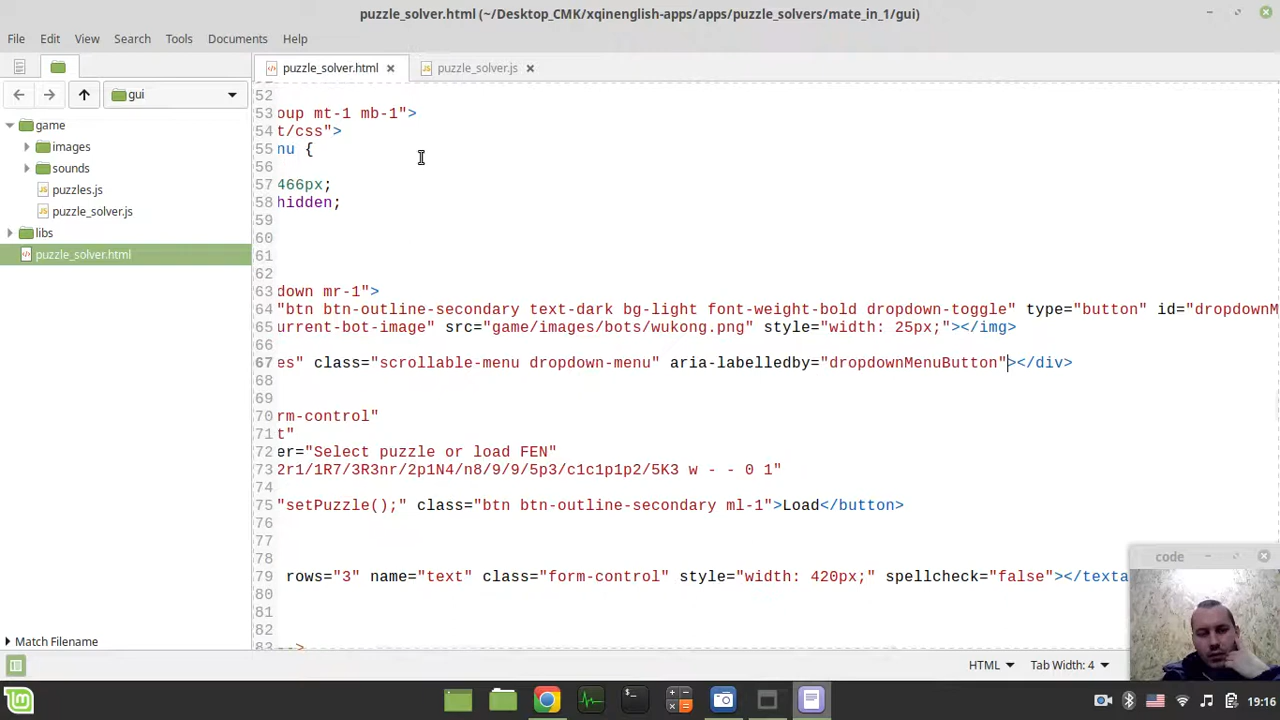 puzzle_solver.html (~/Desktop_CMK/xqinenglish-apps/apps/puzzle_solvers/mate_in_1/gui)
File Edit View Search Tools Documents Help
puzzle_solver.html
puzzle_solver.js
gui
game
images
sounds
puzzles.js
puzzle_solver.js
libs
puzzle_solver.html
Match Filename
52
53 oup mt-1 mb-1">
54 t/css">
55 nu {
56
57 466px;
58 hidden;
59
60
61
62
63 down mr-1">
64 "btn btn-outline-secondary text-dark bg-light font-weight-bold dropdown-toggle" type="button" id="dropdownM
65 urrent-bot-image" src="game/images/bots/wukong.png" style="width: 25px;"></img>
66
67 es" class="scrollable-menu dropdown-menu" aria-labelledby="dropdownMenuButton"></div>
68
69
70 rm-control"
71 t"
72 er="Select puzzle or load FEN"
73 2r1/1R7/3R3nr/2p1N4/n8/9/9/5p3/c1c1p1p2/5K3 w - - 0 1"
74
75 "setPuzzle();" class="btn btn-outline-secondary ml-1">Load</button>
76
77
78
79 rows="3" name="text" class="form-control" style="width: 420px;" spellcheck="false"></texta
80
81
82
83
code
HTML Tab Width: 4
19:16